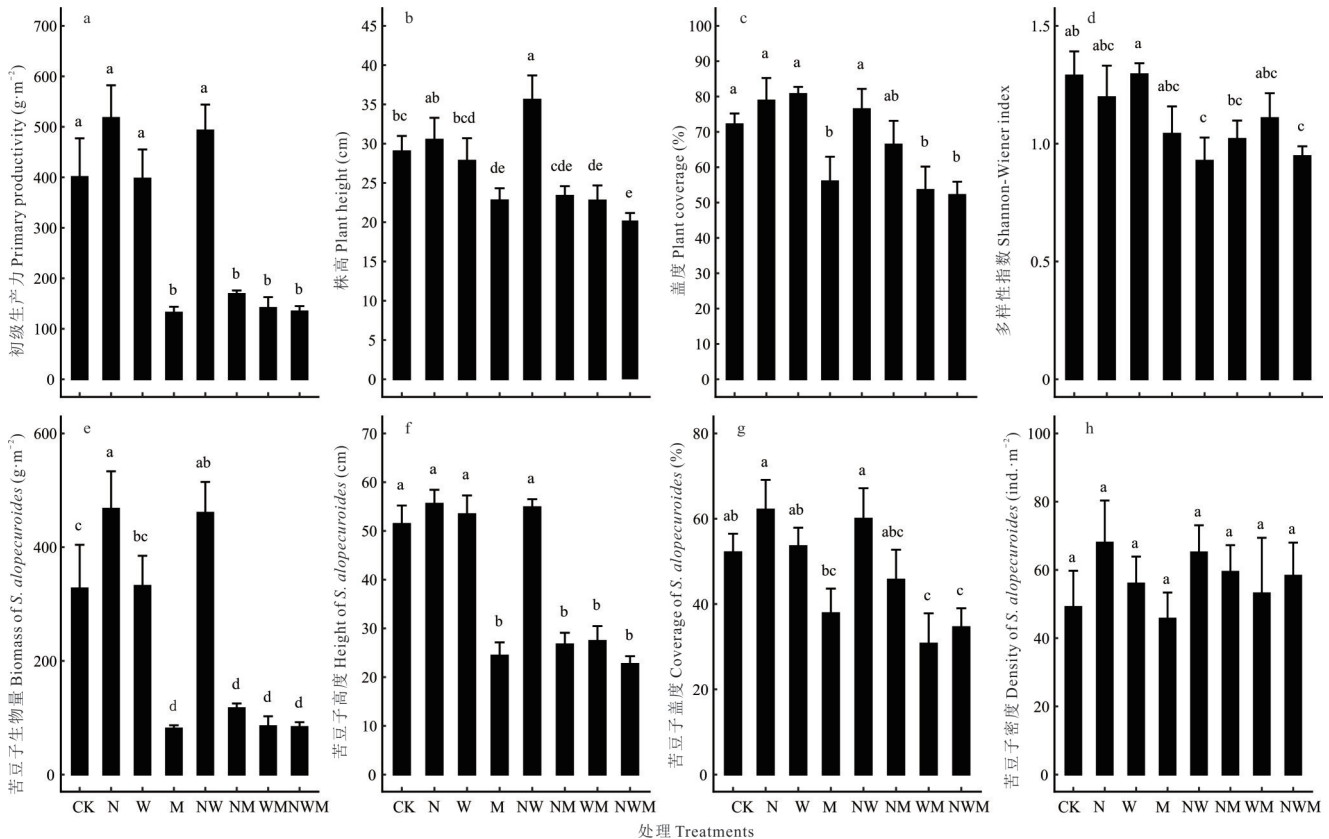 a
初级生产力 Primary productivity (g·m⁻²)
700
600
500
400
300
200
100
0
a a a b a b b b
b
株高 Plant height (cm)
45
40
35
30
25
20
15
10
5
0
bc ab bcd de a cde de e
c
盖度 Plant coverage (%)
100
90
80
70
60
50
40
30
20
10
0
a a a b a ab b b
d
多样性指数 Shannon-Wiener index
1.5
1.0
0.5
0
ab abc a abc c bc abc c
e
苦豆子生物量 Biomass of S. alopecuroides (g·m⁻²)
600
400
200
0
c a bc d ab d d d
CK N W M NW NM WM NWM
f
苦豆子高度 Height of S. alopecuroides (cm)
70
60
50
40
30
20
10
0
a a a b a b b b
CK N W M NW NM WM NWM
g
苦豆子盖度 Coverage of S. alopecuroides (%)
80
60
40
20
0
ab a ab bc a abc c c
CK N W M NW NM WM NWM
h
苦豆子密度 Density of S. alopecuroides (ind.·m⁻²)
100
80
60
40
20
0
a a a a a a a a
CK N W M NW NM WM NWM
处理 Treatments